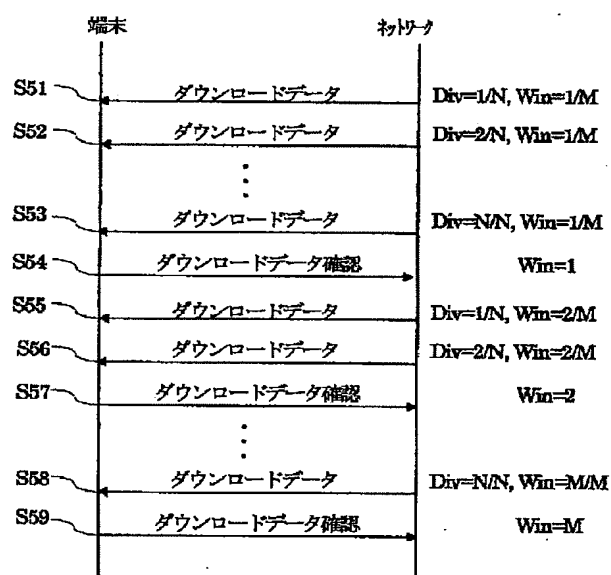 端末 ネットワーク
S51 ダウンロードデータ Div=1/N, Win=1/M
S52 ダウンロードデータ Div=2/N, Win=1/M
S53 ダウンロードデータ Div=N/N, Win=1/M
S54 ダウンロードデータ確認 Win=1
S55 ダウンロードデータ Div=1/N, Win=2/M
S56 ダウンロードデータ Div=2/N, Win=2/M
S57 ダウンロードデータ確認 Win=2
S58 ダウンロードデータ Div=N/N, Win=M/M
S59 ダウンロードデータ確認 Win=M